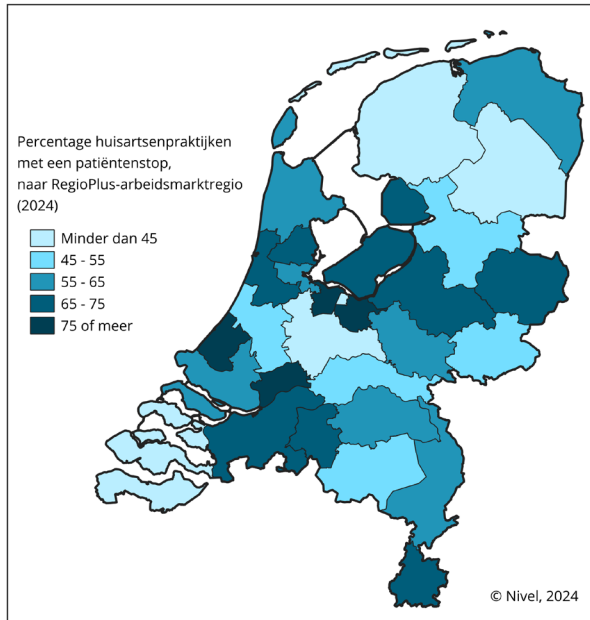 Percentage huisartsenpraktijken
met een patiëntenstop,
naar RegioPlus-arbeidsmarktregio
(2024)
Minder dan 45
45 - 55
55 - 65
65 - 75
75 of meer
© Nivel, 2024